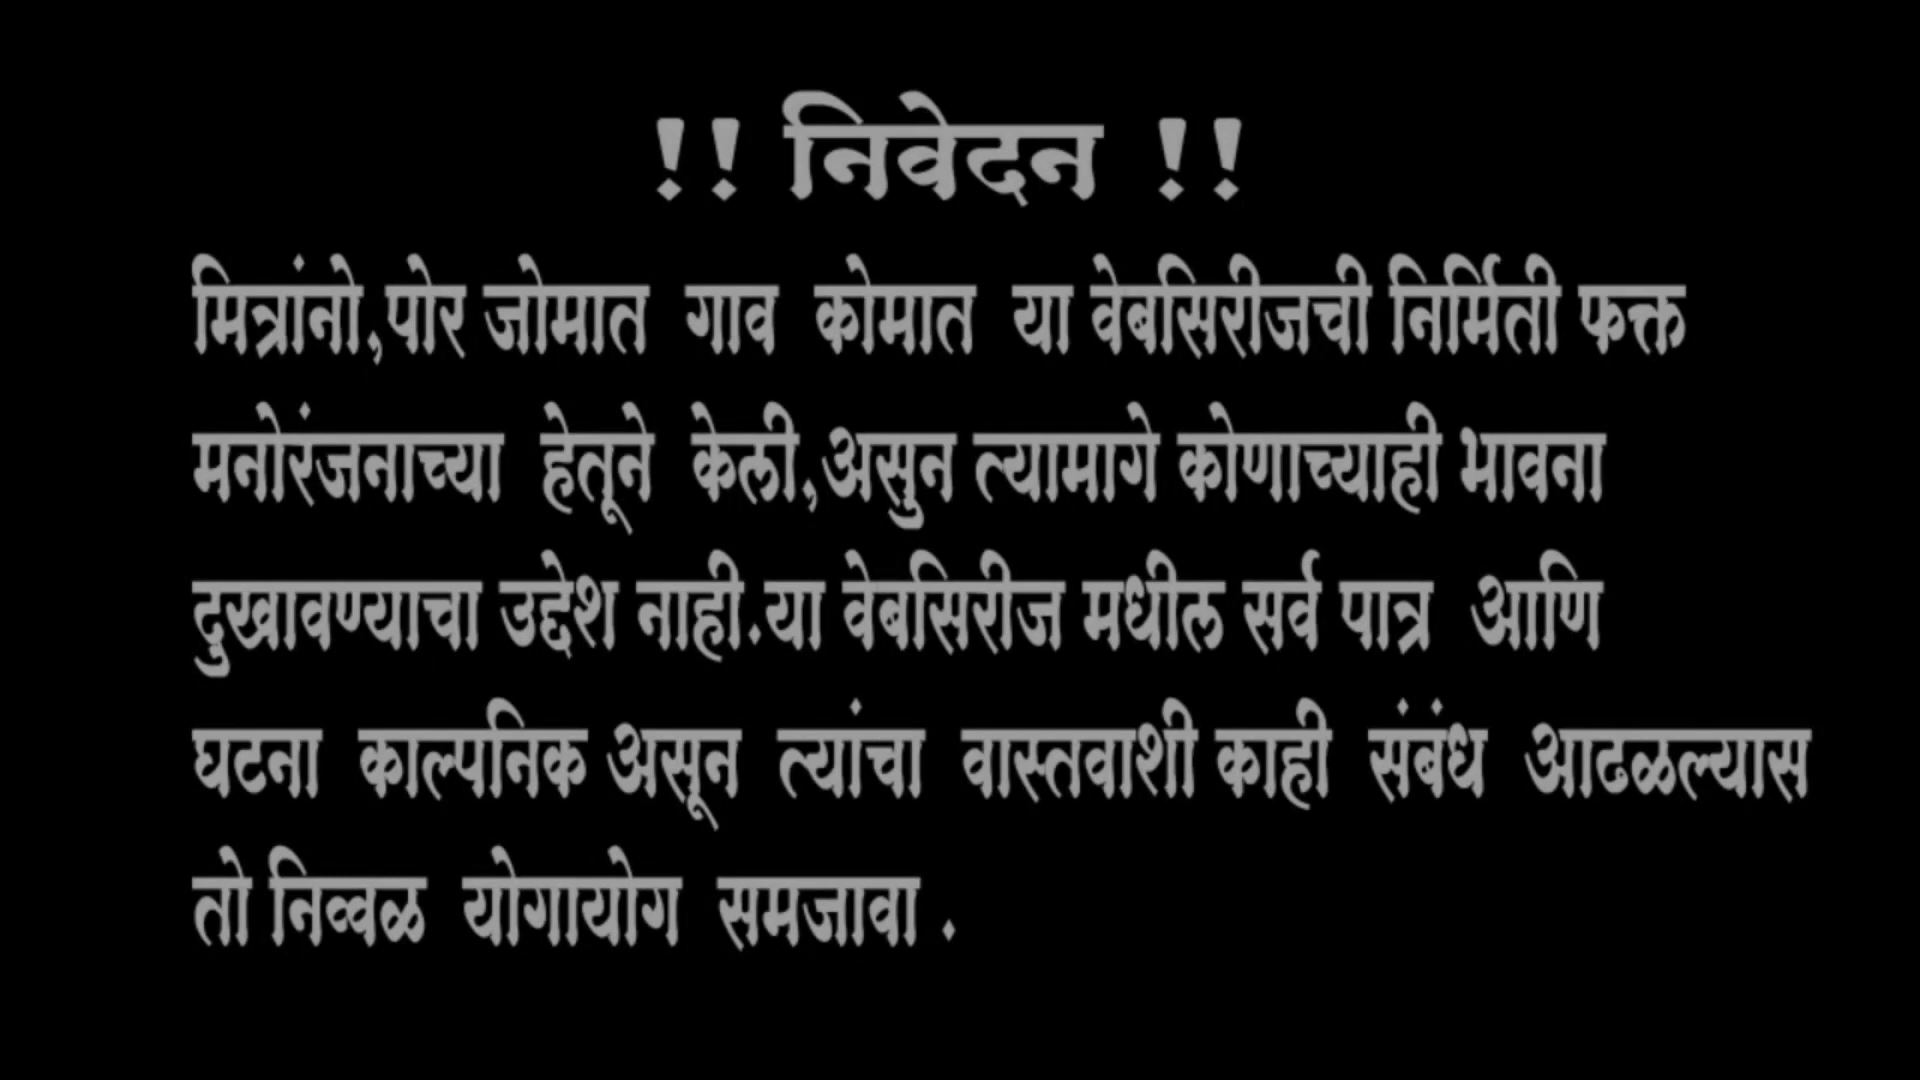 !! निवेदन !!
मित्रांनो,पोर जोमात गाव कोमात या वेबसिरीजची निर्मिती फक्त
मनोरंजनाच्या हेतूने केली,असुन त्यामागे कोणाच्याही भावना
दुखावण्याचा उद्देश नाही.या वेबसिरीज मधील सर्व पात्र आणि
घटना काल्पनिक असून त्यांचा वास्तवाशी काही संबंध आढळल्यास
तो निव्वळ योगायोग समजावा .